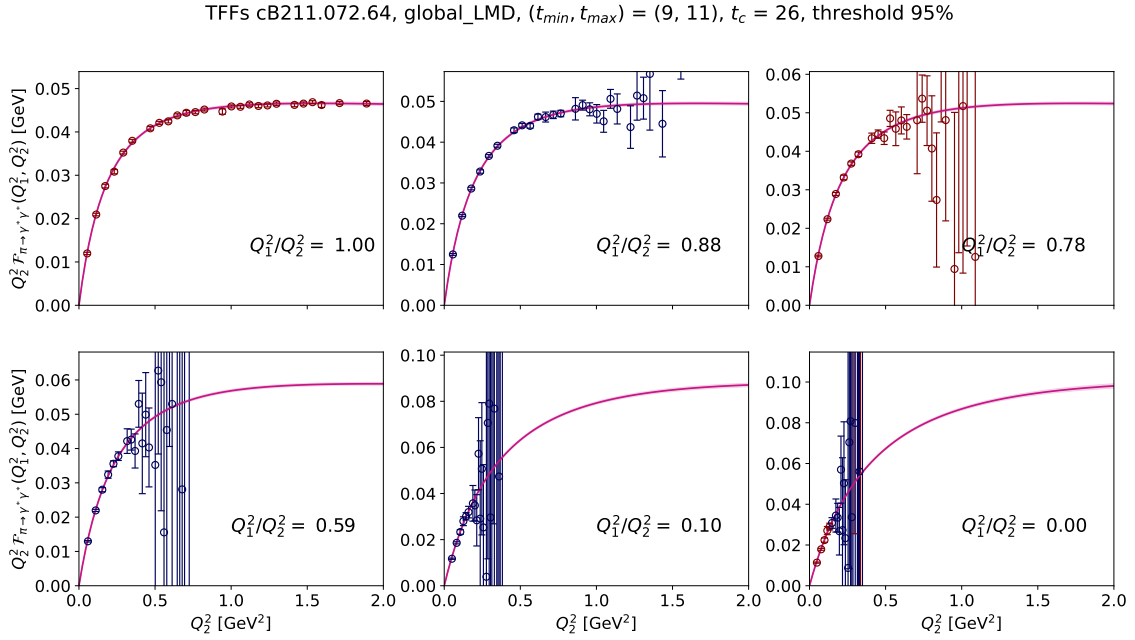 TFFs cB211.072.64, global_LMD, (t_min, t_max) = (9, 11), t_c = 26, threshold 95%
Q_2^2 F_{π→γ*γ*}(Q_1^2, Q_2^2) [GeV]
0.05
0.04
0.03
0.02
0.01
0.00
Q_1^2/Q_2^2 = 1.00
0.05
0.04
0.03
0.02
0.01
0.00
Q_1^2/Q_2^2 = 0.88
0.06
0.05
0.04
0.03
0.02
0.01
0.00
Q_1^2/Q_2^2 = 0.78
Q_2^2 F_{π→γ*γ*}(Q_1^2, Q_2^2) [GeV]
0.06
0.05
0.04
0.03
0.02
0.01
0.00
Q_1^2/Q_2^2 = 0.59
0.0 0.5 1.0 1.5 2.0
Q_2^2 [GeV^2]
0.10
0.08
0.06
0.04
0.02
0.00
Q_1^2/Q_2^2 = 0.10
0.0 0.5 1.0 1.5 2.0
Q_2^2 [GeV^2]
0.10
0.08
0.06
0.04
0.02
0.00
Q_1^2/Q_2^2 = 0.00
0.0 0.5 1.0 1.5 2.0
Q_2^2 [GeV^2]